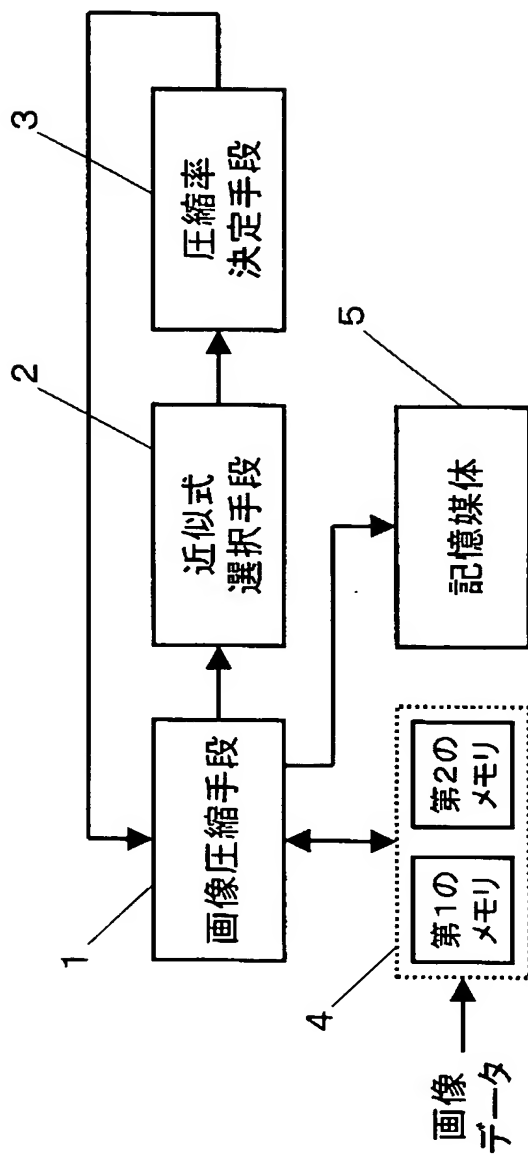 3
圧縮率
決定手段
2
近似式
選択手段
1
画像圧縮手段
5
記憶媒体
4
第1の
メモリ
第2の
メモリ
画像
データ